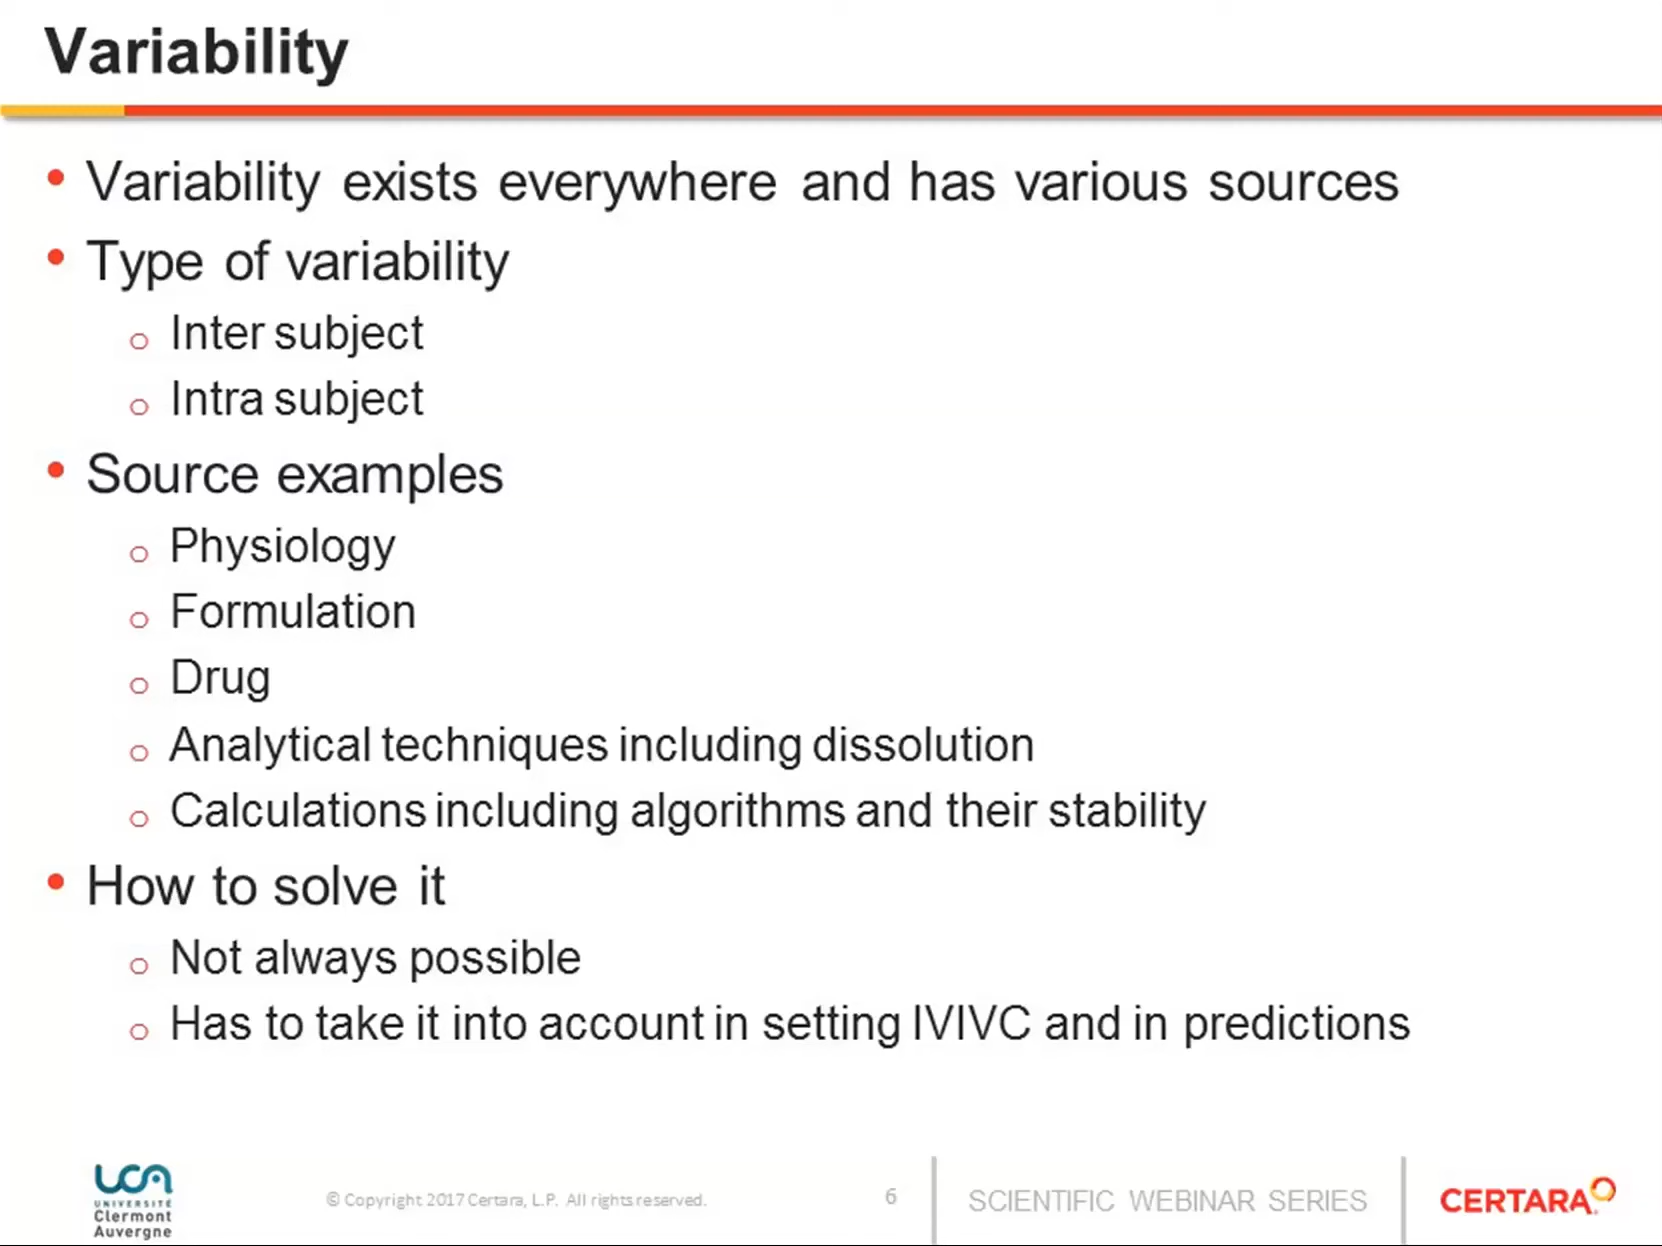 Variability
• Variability exists everywhere and has various sources
• Type of variability
o Inter subject
o Intra subject
• Source examples
o Physiology
o Formulation
o Drug
o Analytical techniques including dissolution
o Calculations including algorithms and their stability
• How to solve it
o Not always possible
o Has to take it into account in setting IVIVC and in predictions
UCA
UNIVERSITÉ
Clermont
Auvergne
© Copyright 2017 Certara, L.P. All rights reserved.
6
SCIENTIFIC WEBINAR SERIES
CERTARA